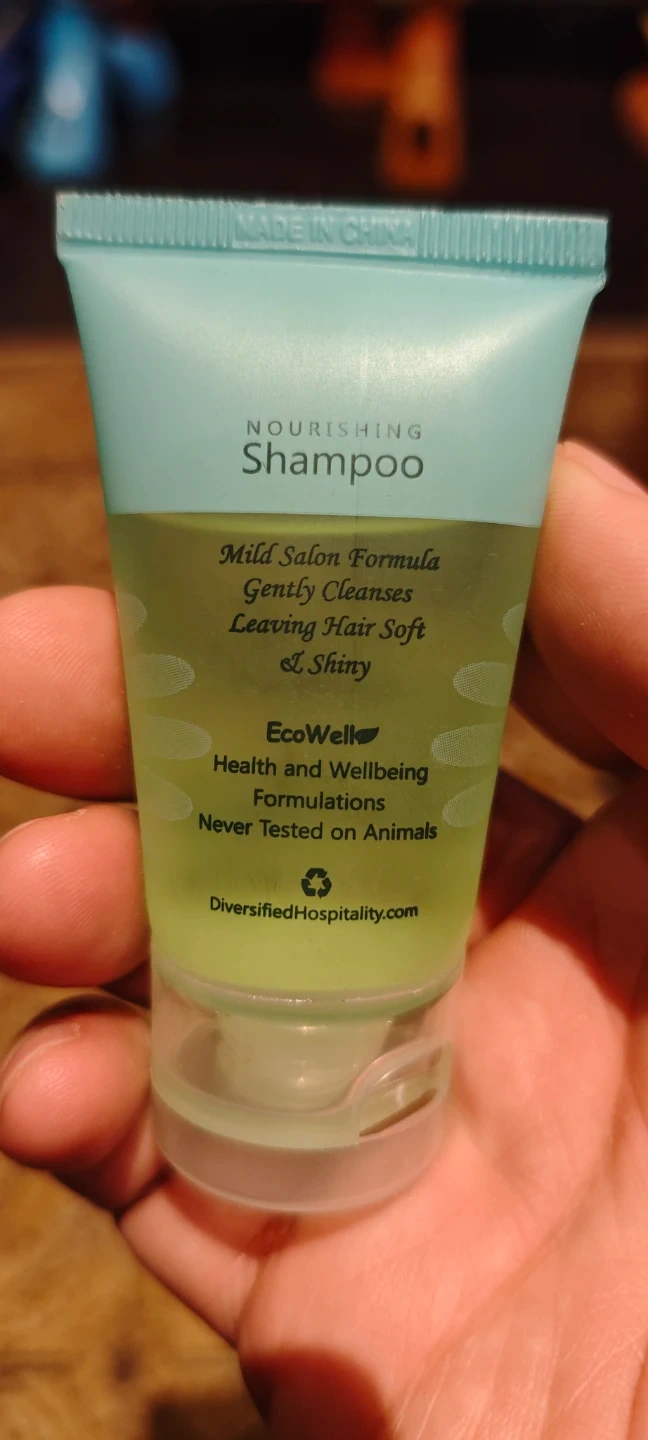 MADE IN CHINA
NOURISHING
Shampoo
Mild Salon Formula
Gently Cleanses
Leaving Hair Soft
& Shiny
EcoWell
Health and Wellbeing
Formulations
Never Tested on Animals
DiversifiedHospitality.com